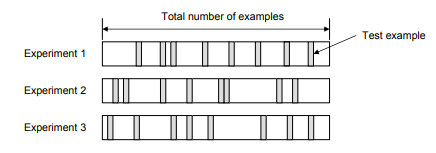 Total number of examples
Experiment 1
Test example
Experiment 2
Experiment 3